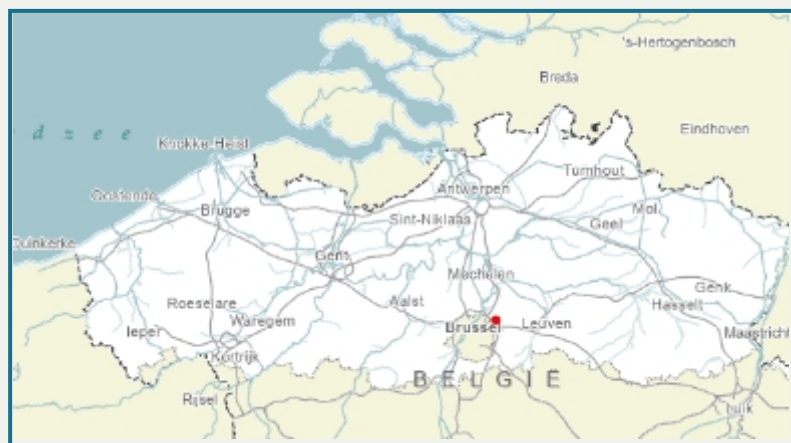 's-Hertogenbosch
Breda
Eindhoven
d z e e
Knokke-Heist
Turnhout
Antwerpen
Oostende
Mol
Brugge
Sint-Niklaas
Geel
Duinkerke
Gent
Mechelen
Genk
Roeselare
Aalst
Hasselt
Waregem
Brussel
Leuven
Ieper
Maastricht
Kortrijk
BELGIË
Rijsel
Luik